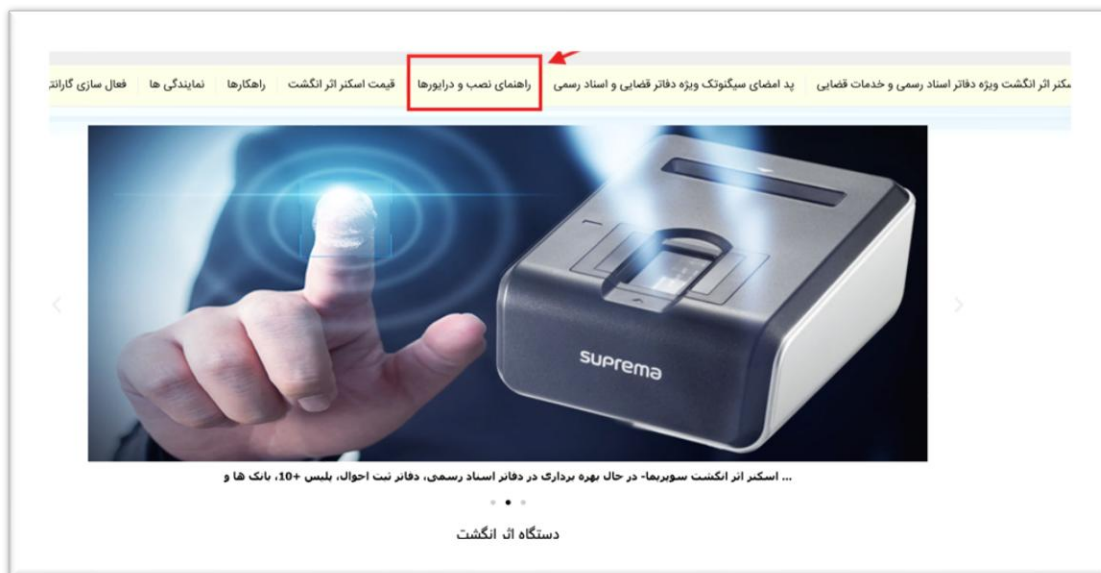 اسکنر اثر انگشت ویژه دفاتر اسناد رسمی و خدمات قضایی پد امضای سیگنوتک ویژه دفاتر قضایی و اسناد رسمی راهنمای نصب و درایورها قیمت اسکنر اثر انگشت راهکارها نمایندگی ها فعال سازی گارانتی
suprema
... اسکنر اثر انگشت سوپریما- در حال بهره برداری در دفاتر اسناد رسمی، دفاتر ثبت احوال، پلیس +10، بانک ها و
دستگاه اثر انگشت